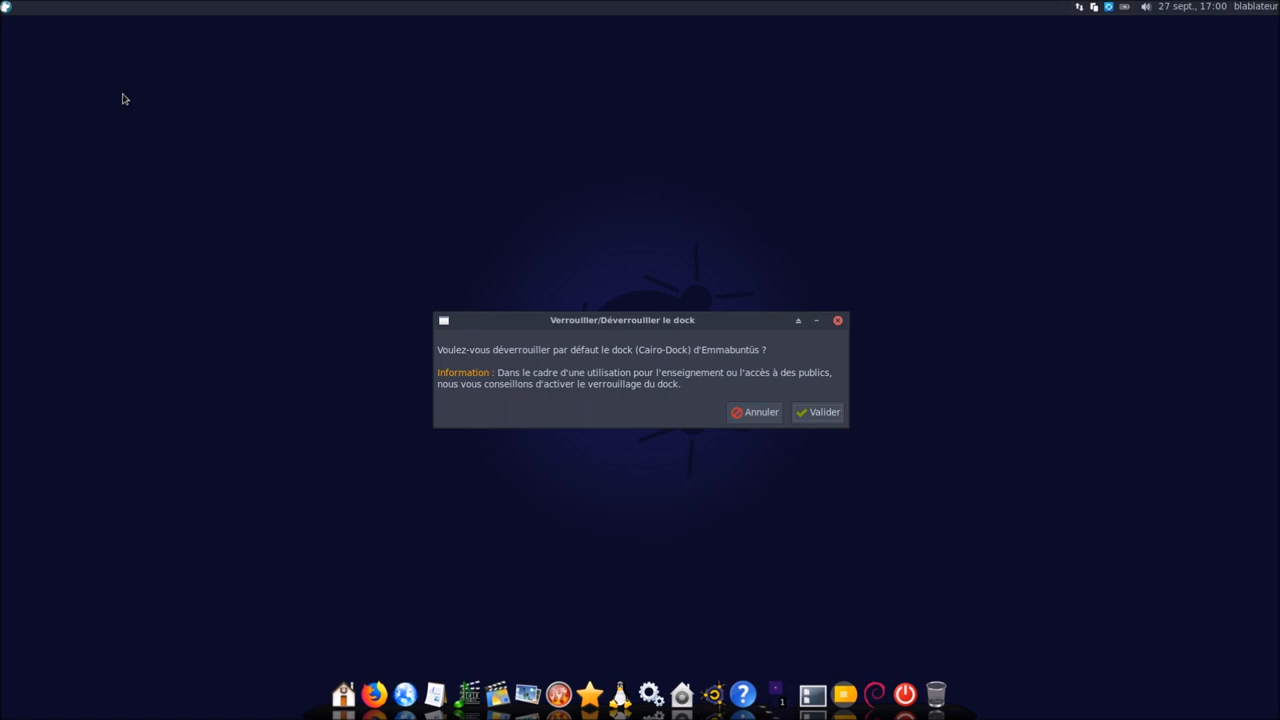 27 sept., 17:00 blablateur
Verrouiller/Déverrouiller le dock
Voulez-vous déverrouiller par défaut le dock (Cairo-Dock) d'Emmabuntüs ?
Information : Dans le cadre d'une utilisation pour l'enseignement ou l'accès à des publics,
nous vous conseillons d'activer le verrouillage du dock.
Annuler Valider
1